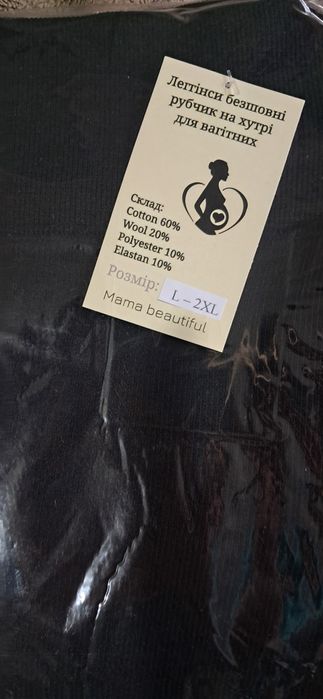 Легінси безшовні
рубчик на хутрі
для вагітних
Склад:
Cotton 60%
Wool 20%
Polyester 10%
Elastan 10%
Розмір: L – 2XL
Mama beautiful